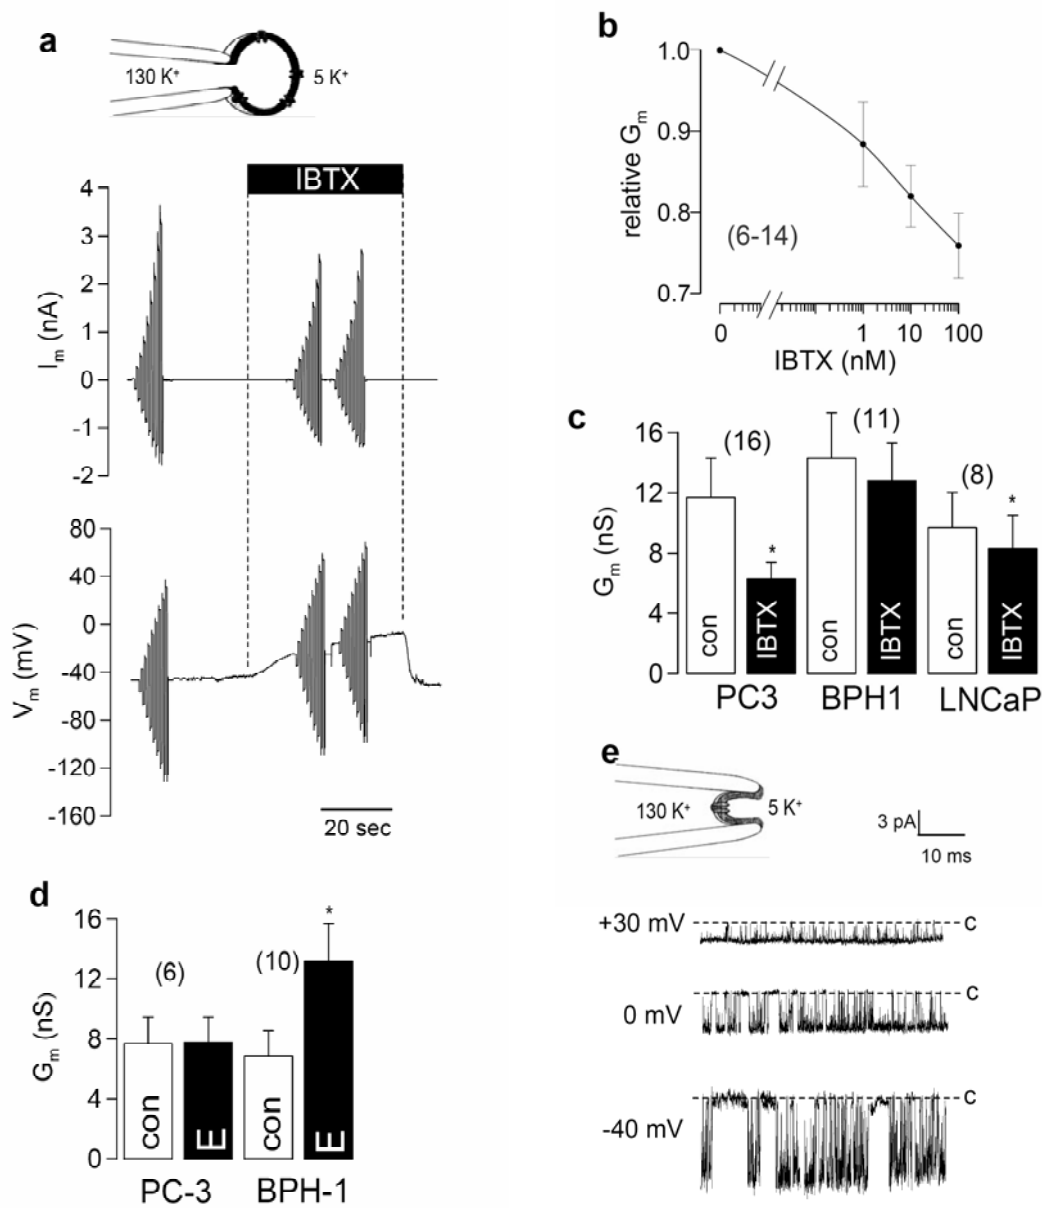 a
130 K⁺
5 K⁺
IBTX
4
3
2
1
0
-1
-2
Iₘ (nA)
80
40
0
-40
-80
-120
-160
Vₘ (mV)
20 sec
b
1.0
0.9
0.8
0.7
relative Gₘ
(6-14)
0
1
10
100
IBTX (nM)
c
16
12
8
4
0
Gₘ (nS)
(16)
(11)
(8)
*
*
con
IBTX
con
IBTX
con
IBTX
PC3
BPH1
LNCaP
d
16
12
8
4
0
Gₘ (nS)
(6)
(10)
*
con
E
con
E
PC-3
BPH-1
e
130 K⁺
5 K⁺
3 pA
10 ms
+30 mV
c
0 mV
c
-40 mV
c